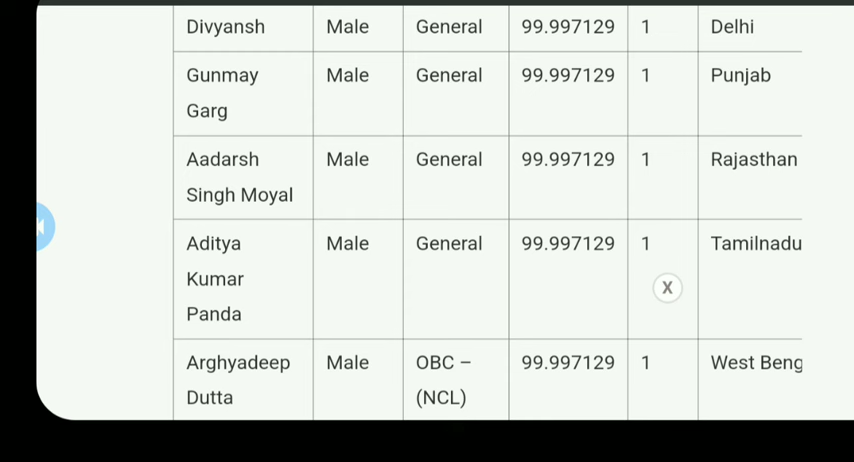 Divyansh Male General 99.997129 1 Delhi
Gunmay Male General 99.997129 1 Punjab
Garg
Aadarsh Male General 99.997129 1 Rajasthan
Singh Moyal
Aditya Male General 99.997129 1 Tamilnadu
Kumar
X
Panda
Arghyadeep Male OBC – 99.997129 1 West Beng
Dutta (NCL)